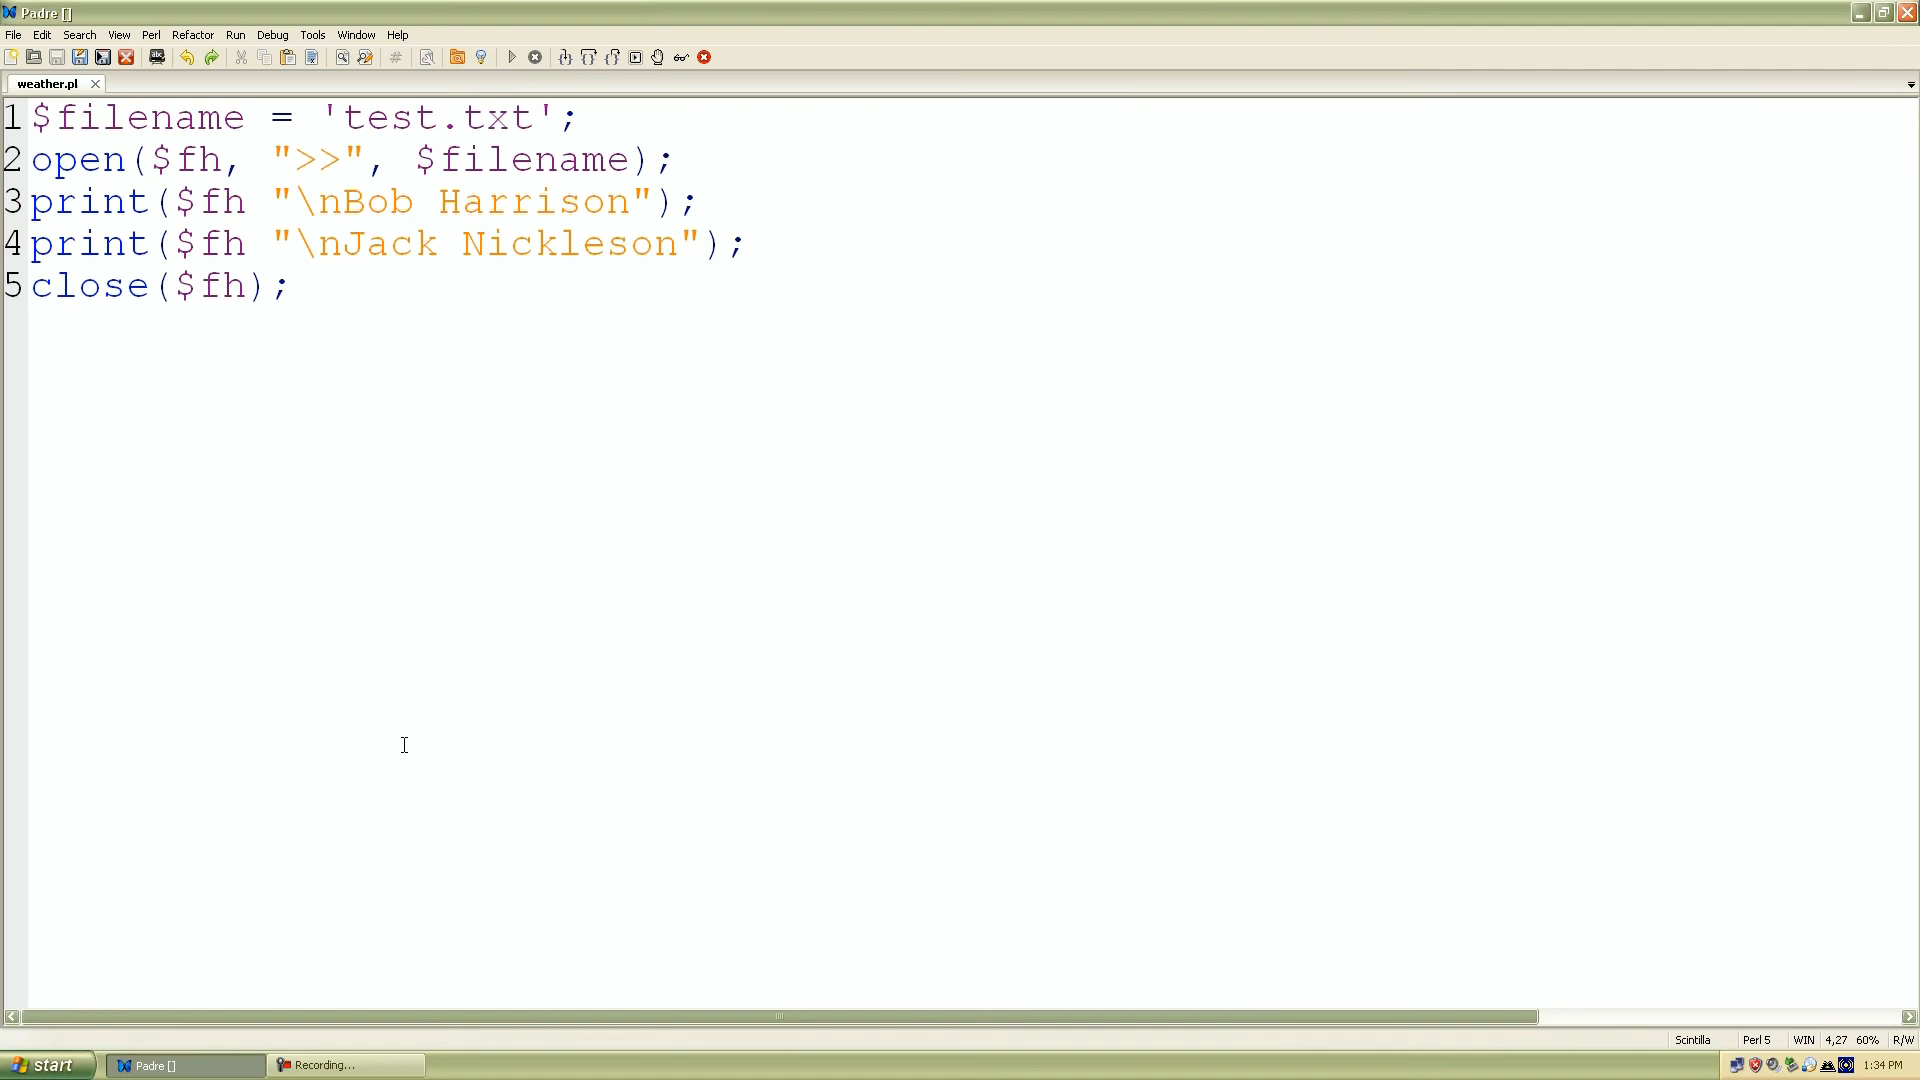 Padre []
File Edit Search View Perl Refactor Run Debug Tools Window Help
weather.pl
1 $filename = 'test.txt';
2 open($fh, ">>", $filename);
3 print($fh "\nBob Harrison");
4 print($fh "\nJack Nickleson");
5 close($fh);
Scintilla Perl 5 WIN 4,27 60% R/W
start Padre [] Recording... 1:34 PM